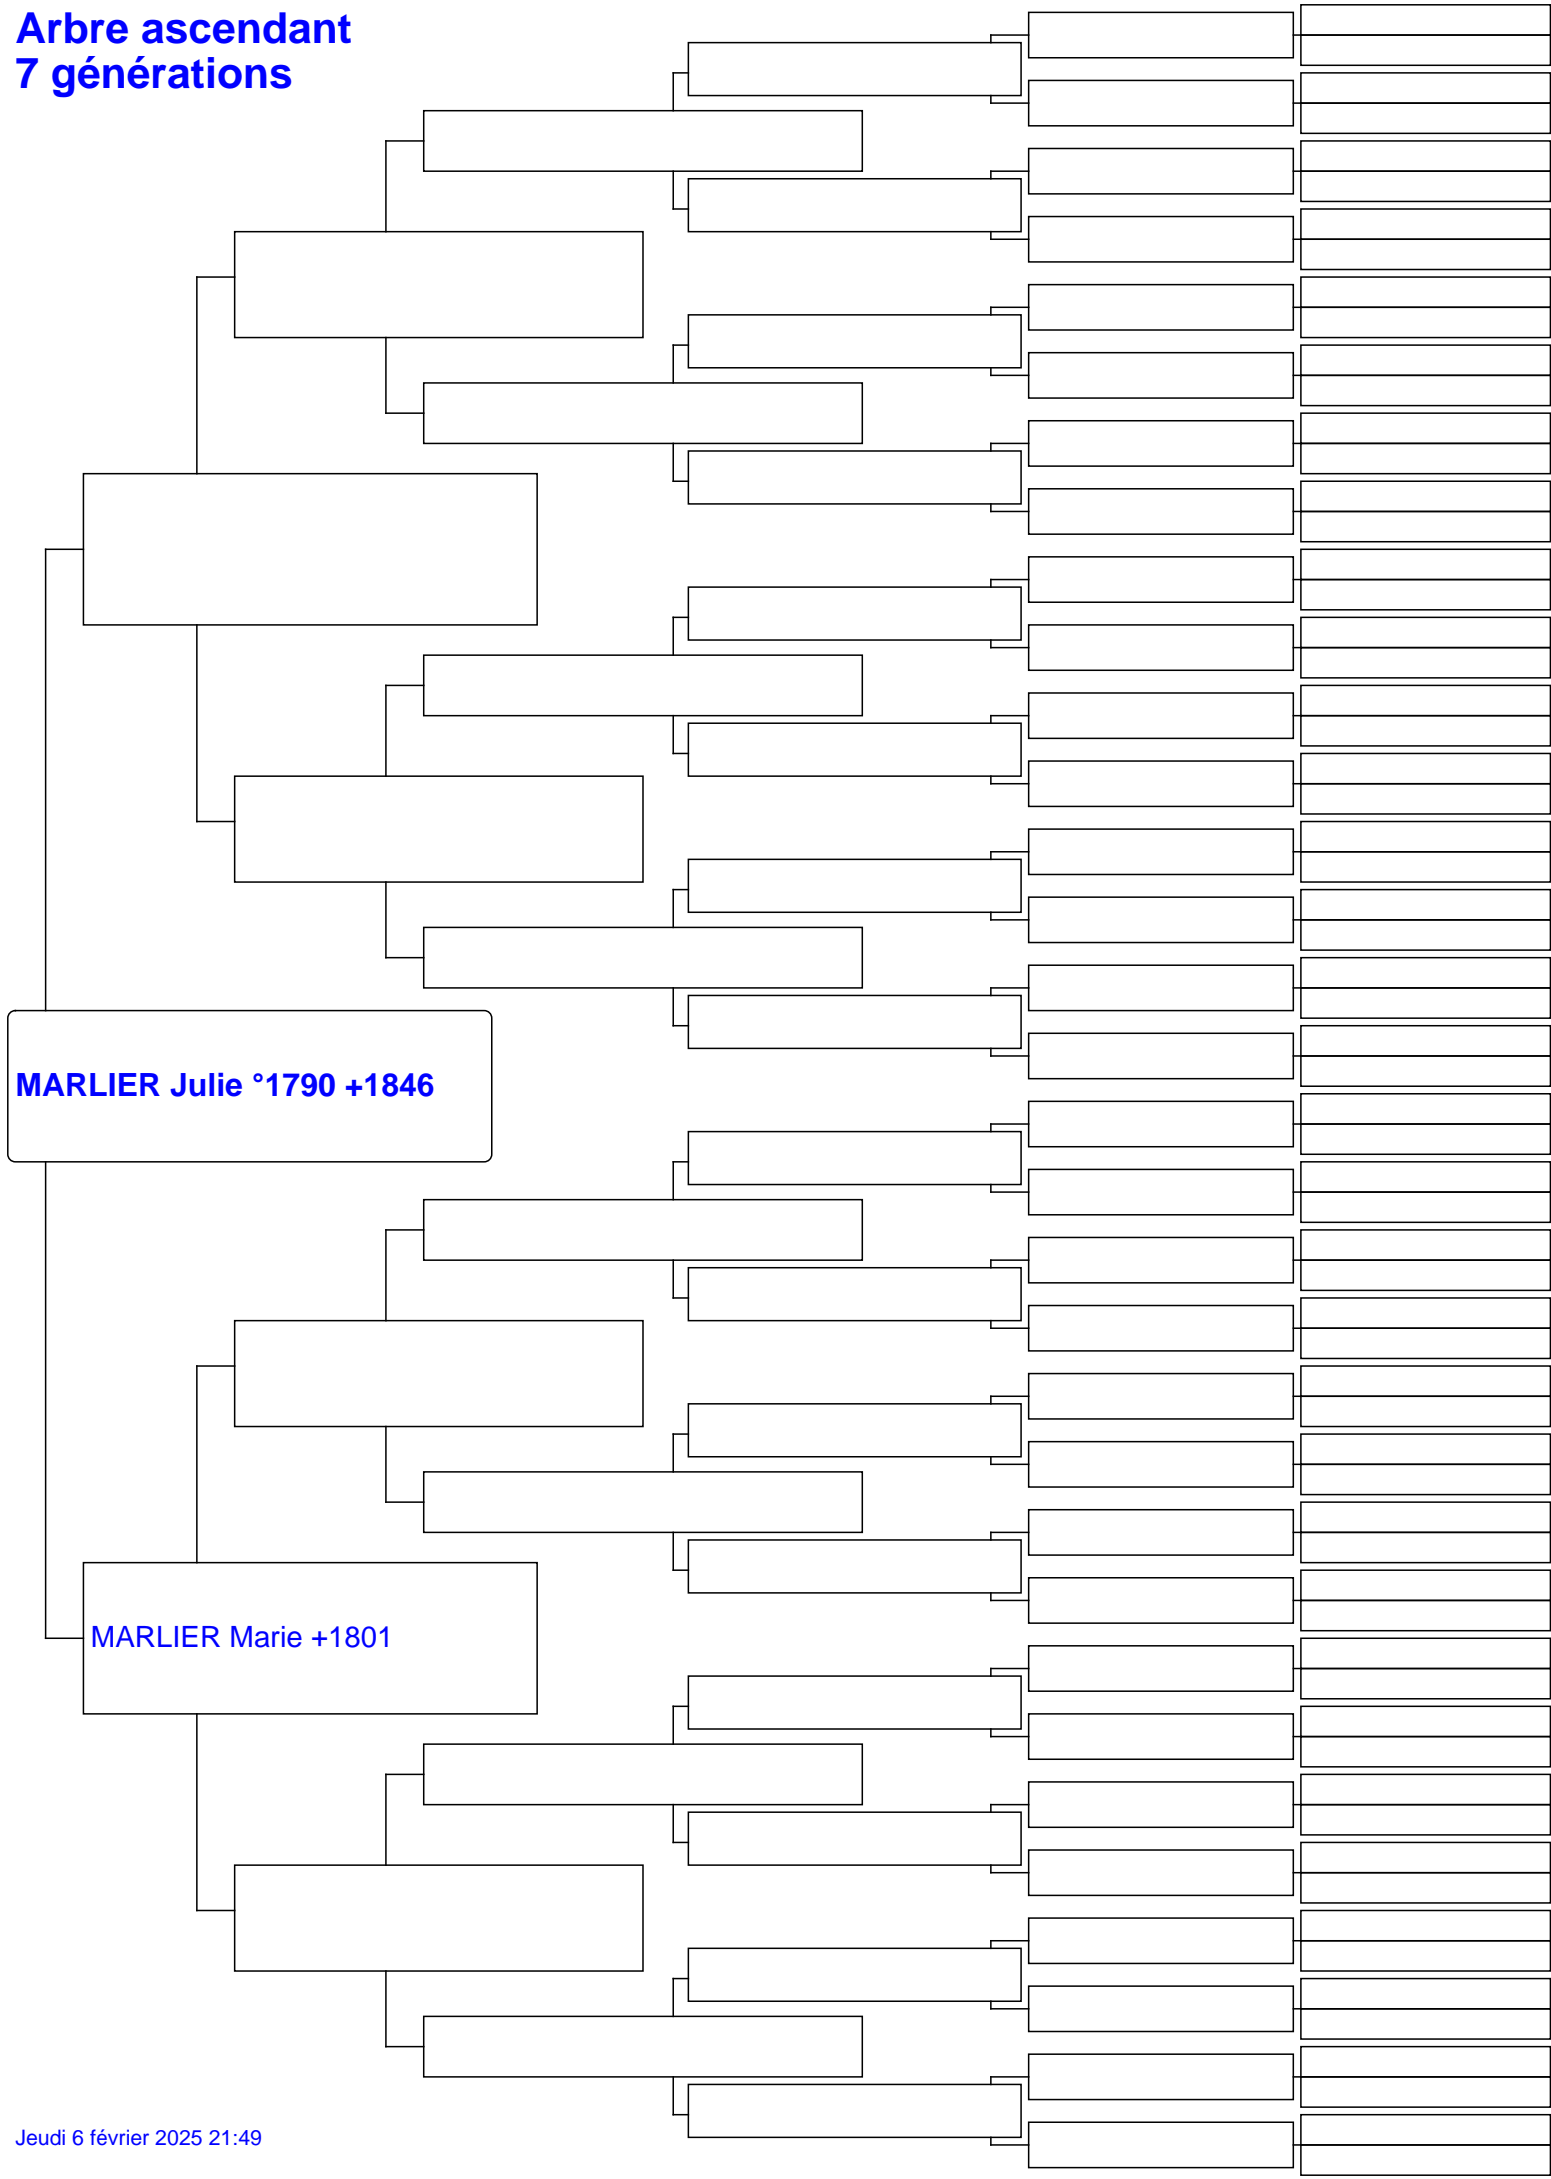 Arbre ascendant
7 générations
MARLIER Julie °1790 +1846
MARLIER Marie +1801
Jeudi 6 février 2025 21:49